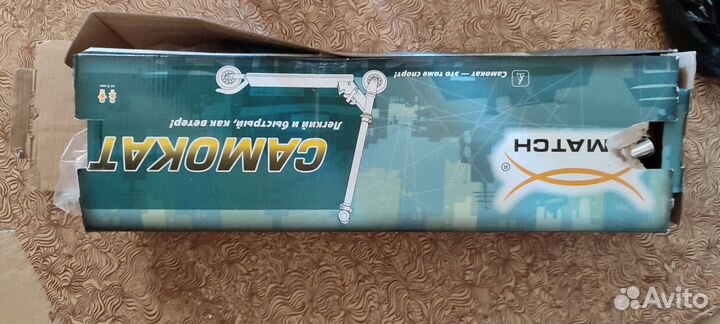 Самокат — это тоже спорт!
Легкий и быстрый, как ветер!
САМОКАТ
MATCH
®
Avito